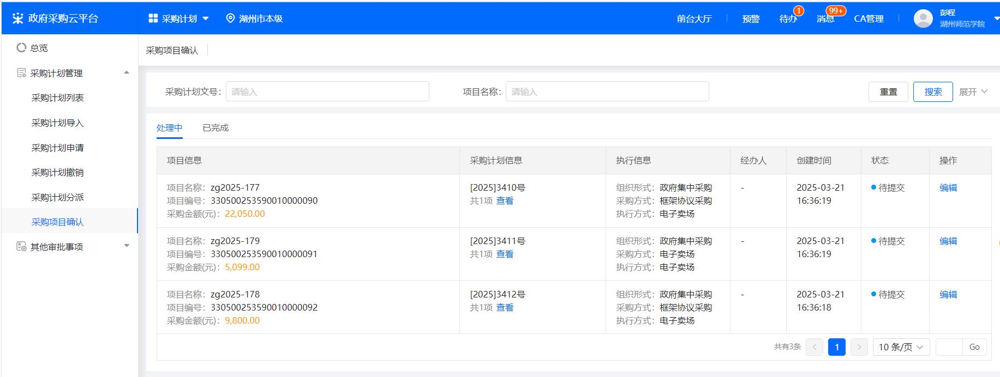 政府采购云平台
采购计划
湖州市本级
前台大厅
预警
待办
1
消息
99+
CA管理
彭程
湖州师范学院
总览
采购计划管理
采购计划列表
采购计划导入
采购计划申请
采购计划撤销
采购计划分派
采购项目确认
其他审批事项
采购项目确认
采购计划文号： 请输入
项目名称： 请输入
重置
搜索
展开
处理中
已完成
项目信息 采购计划信息 执行信息 经办人 创建时间 状态 操作
项目名称：zg2025-177 [2025]3410号 组织形式：政府集中采购 - 2025-03-21 待提交 编辑
项目编号：330500253590010000090 共1项 查看 采购方式：框架协议采购 16:36:19
采购金额(元)：22,050.00 执行方式：电子卖场
项目名称：zg2025-179 [2025]3411号 组织形式：政府集中采购 - 2025-03-21 待提交 编辑
项目编号：330500253590010000091 共1项 查看 采购方式：电子卖场 16:36:19
采购金额(元)：5,099.00 执行方式：电子卖场
项目名称：zg2025-178 [2025]3412号 组织形式：政府集中采购 - 2025-03-21 待提交 编辑
项目编号：330500253590010000092 共1项 查看 采购方式：框架协议采购 16:36:18
采购金额(元)：9,800.00 执行方式：电子卖场
共有3条 < 1 > 10 条/页 Go